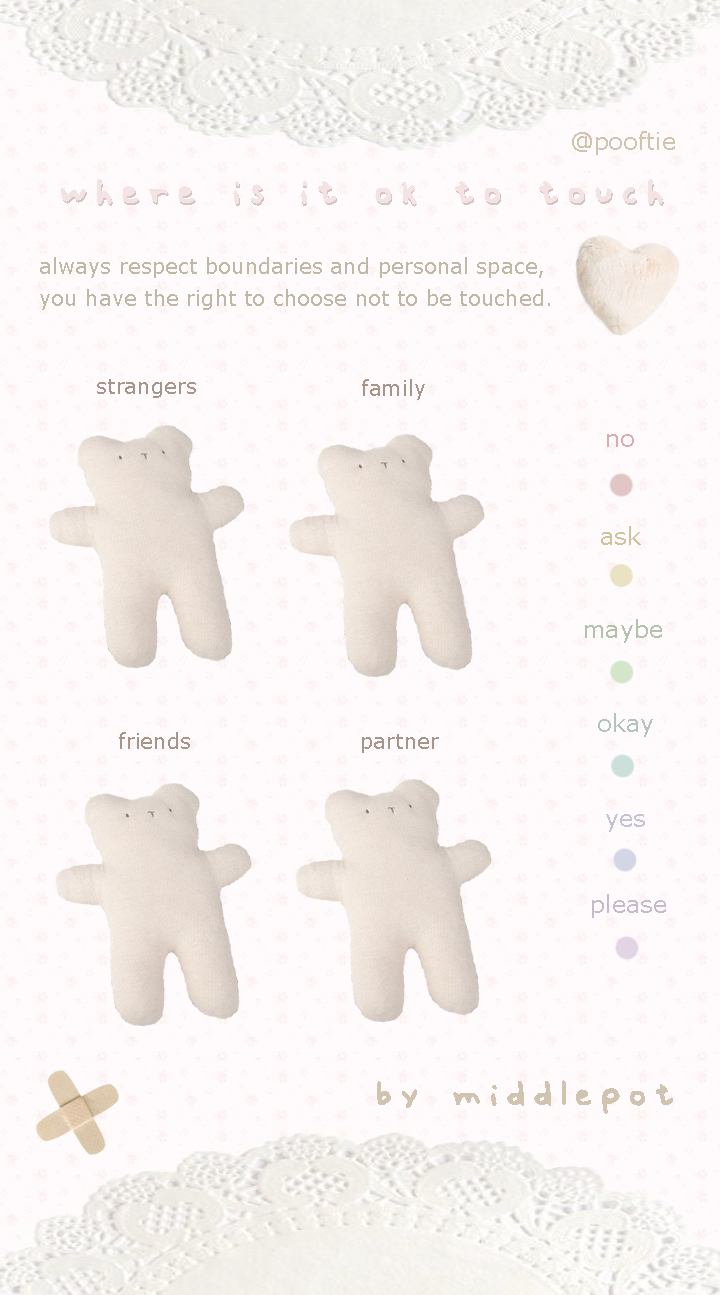 @pooftie
where is it ok to touch
always respect boundaries and personal space,
you have the right to choose not to be touched.
strangers
family
no
ask
maybe
okay
yes
please
friends
partner
by middlepot